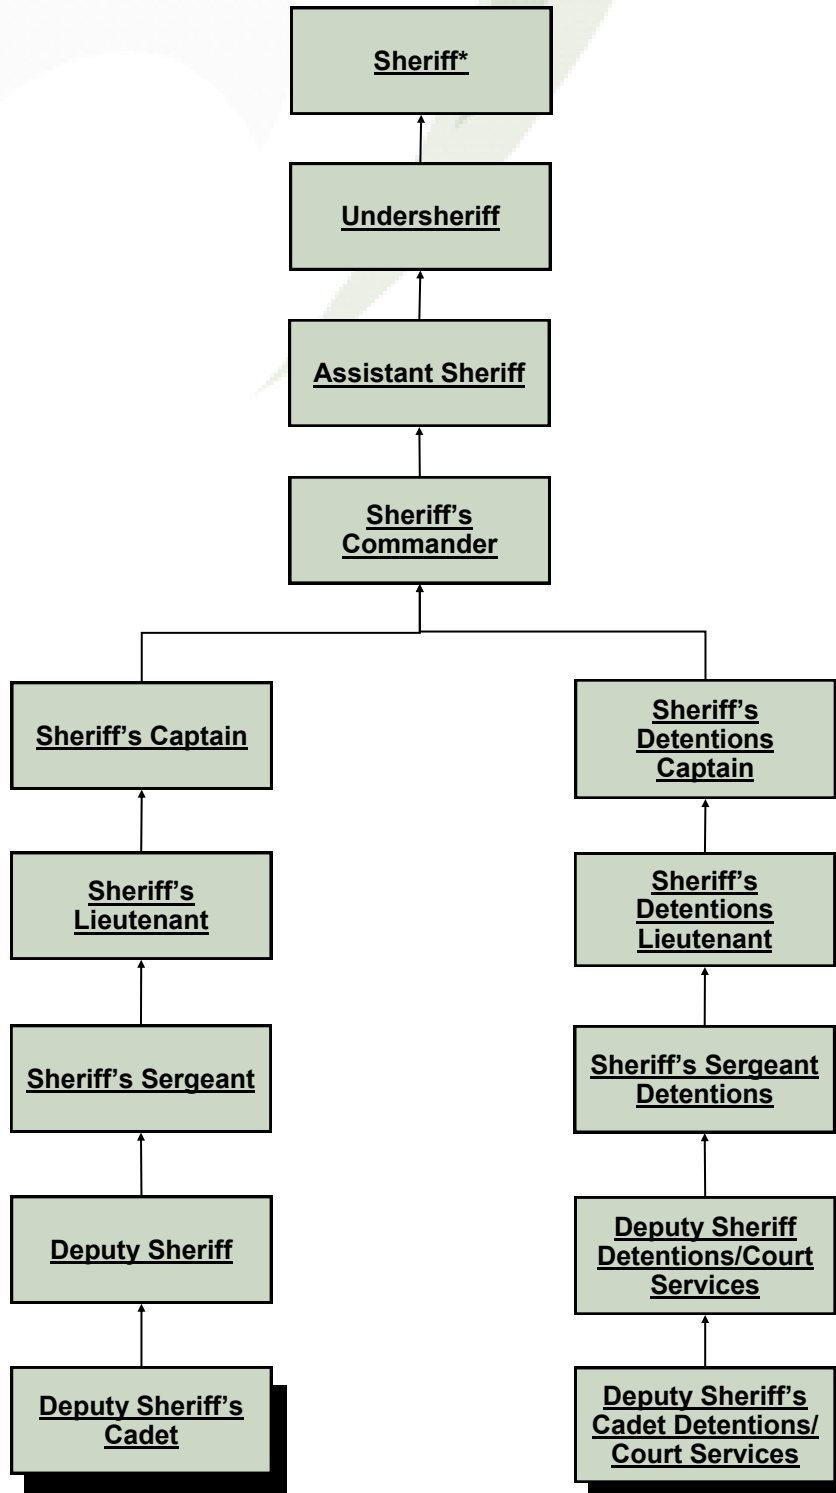 Sheriff*
Undersheriff
Assistant Sheriff
Sheriff's
Commander
Sheriff's Captain
Sheriff's
Lieutenant
Sheriff's Sergeant
Deputy Sheriff
Deputy Sheriff's
Cadet
Sheriff's
Detentions
Captain
Sheriff's
Detentions
Lieutenant
Sheriff's Sergeant
Detentions
Deputy Sheriff
Detentions/Court
Services
Deputy Sheriff's
Cadet Detentions/
Court Services